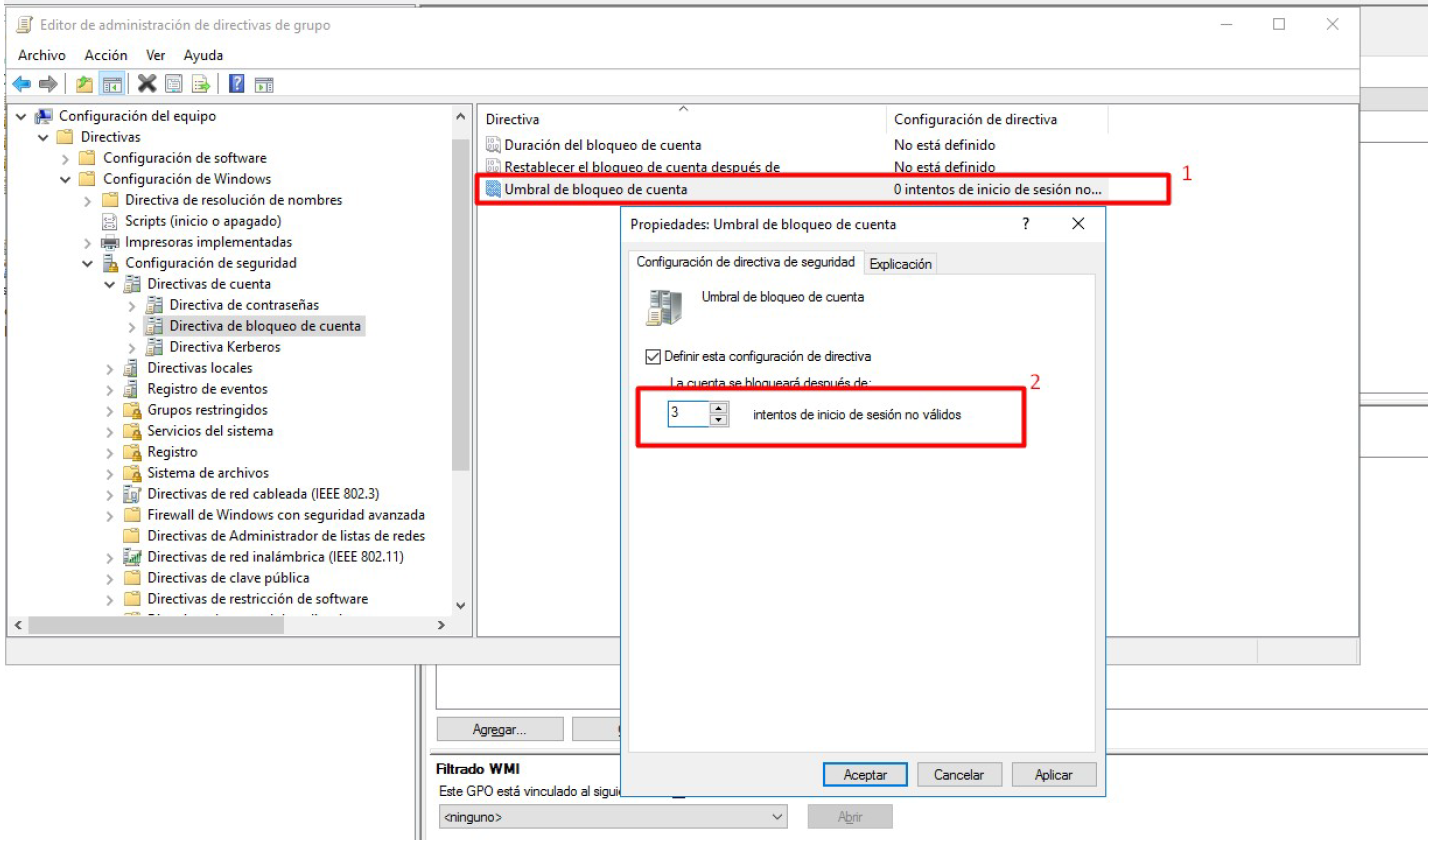 Editor de administración de directivas de grupo
Archivo Acción Ver Ayuda
Configuración del equipo
Directivas
Configuración de software
Configuración de Windows
Directiva de resolución de nombres
Scripts (inicio o apagado)
Impresoras implementadas
Configuración de seguridad
Directivas de cuenta
Directiva de contraseñas
Directiva de bloqueo de cuenta
Directiva Kerberos
Directivas locales
Registro de eventos
Grupos restringidos
Servicios del sistema
Registro
Sistema de archivos
Directivas de red cableada (IEEE 802.3)
Firewall de Windows con seguridad avanzada
Directivas de Administrador de listas de redes
Directivas de red inalámbrica (IEEE 802.11)
Directivas de clave pública
Directivas de restricción de software
Directiva Configuración de directiva
Duración del bloqueo de cuenta No está definido
Restablecer el bloqueo de cuenta después de No está definido
Umbral de bloqueo de cuenta 0 intentos de inicio de sesión no...
1
Propiedades: Umbral de bloqueo de cuenta ?
Configuración de directiva de seguridad Explicación
Umbral de bloqueo de cuenta
Definir esta configuración de directiva
La cuenta se bloqueará después de:
2
3 intentos de inicio de sesión no válidos
Aceptar Cancelar Aplicar
Agregar...
Filtrado WMI
Este GPO está vinculado al
<ninguno> Abrir